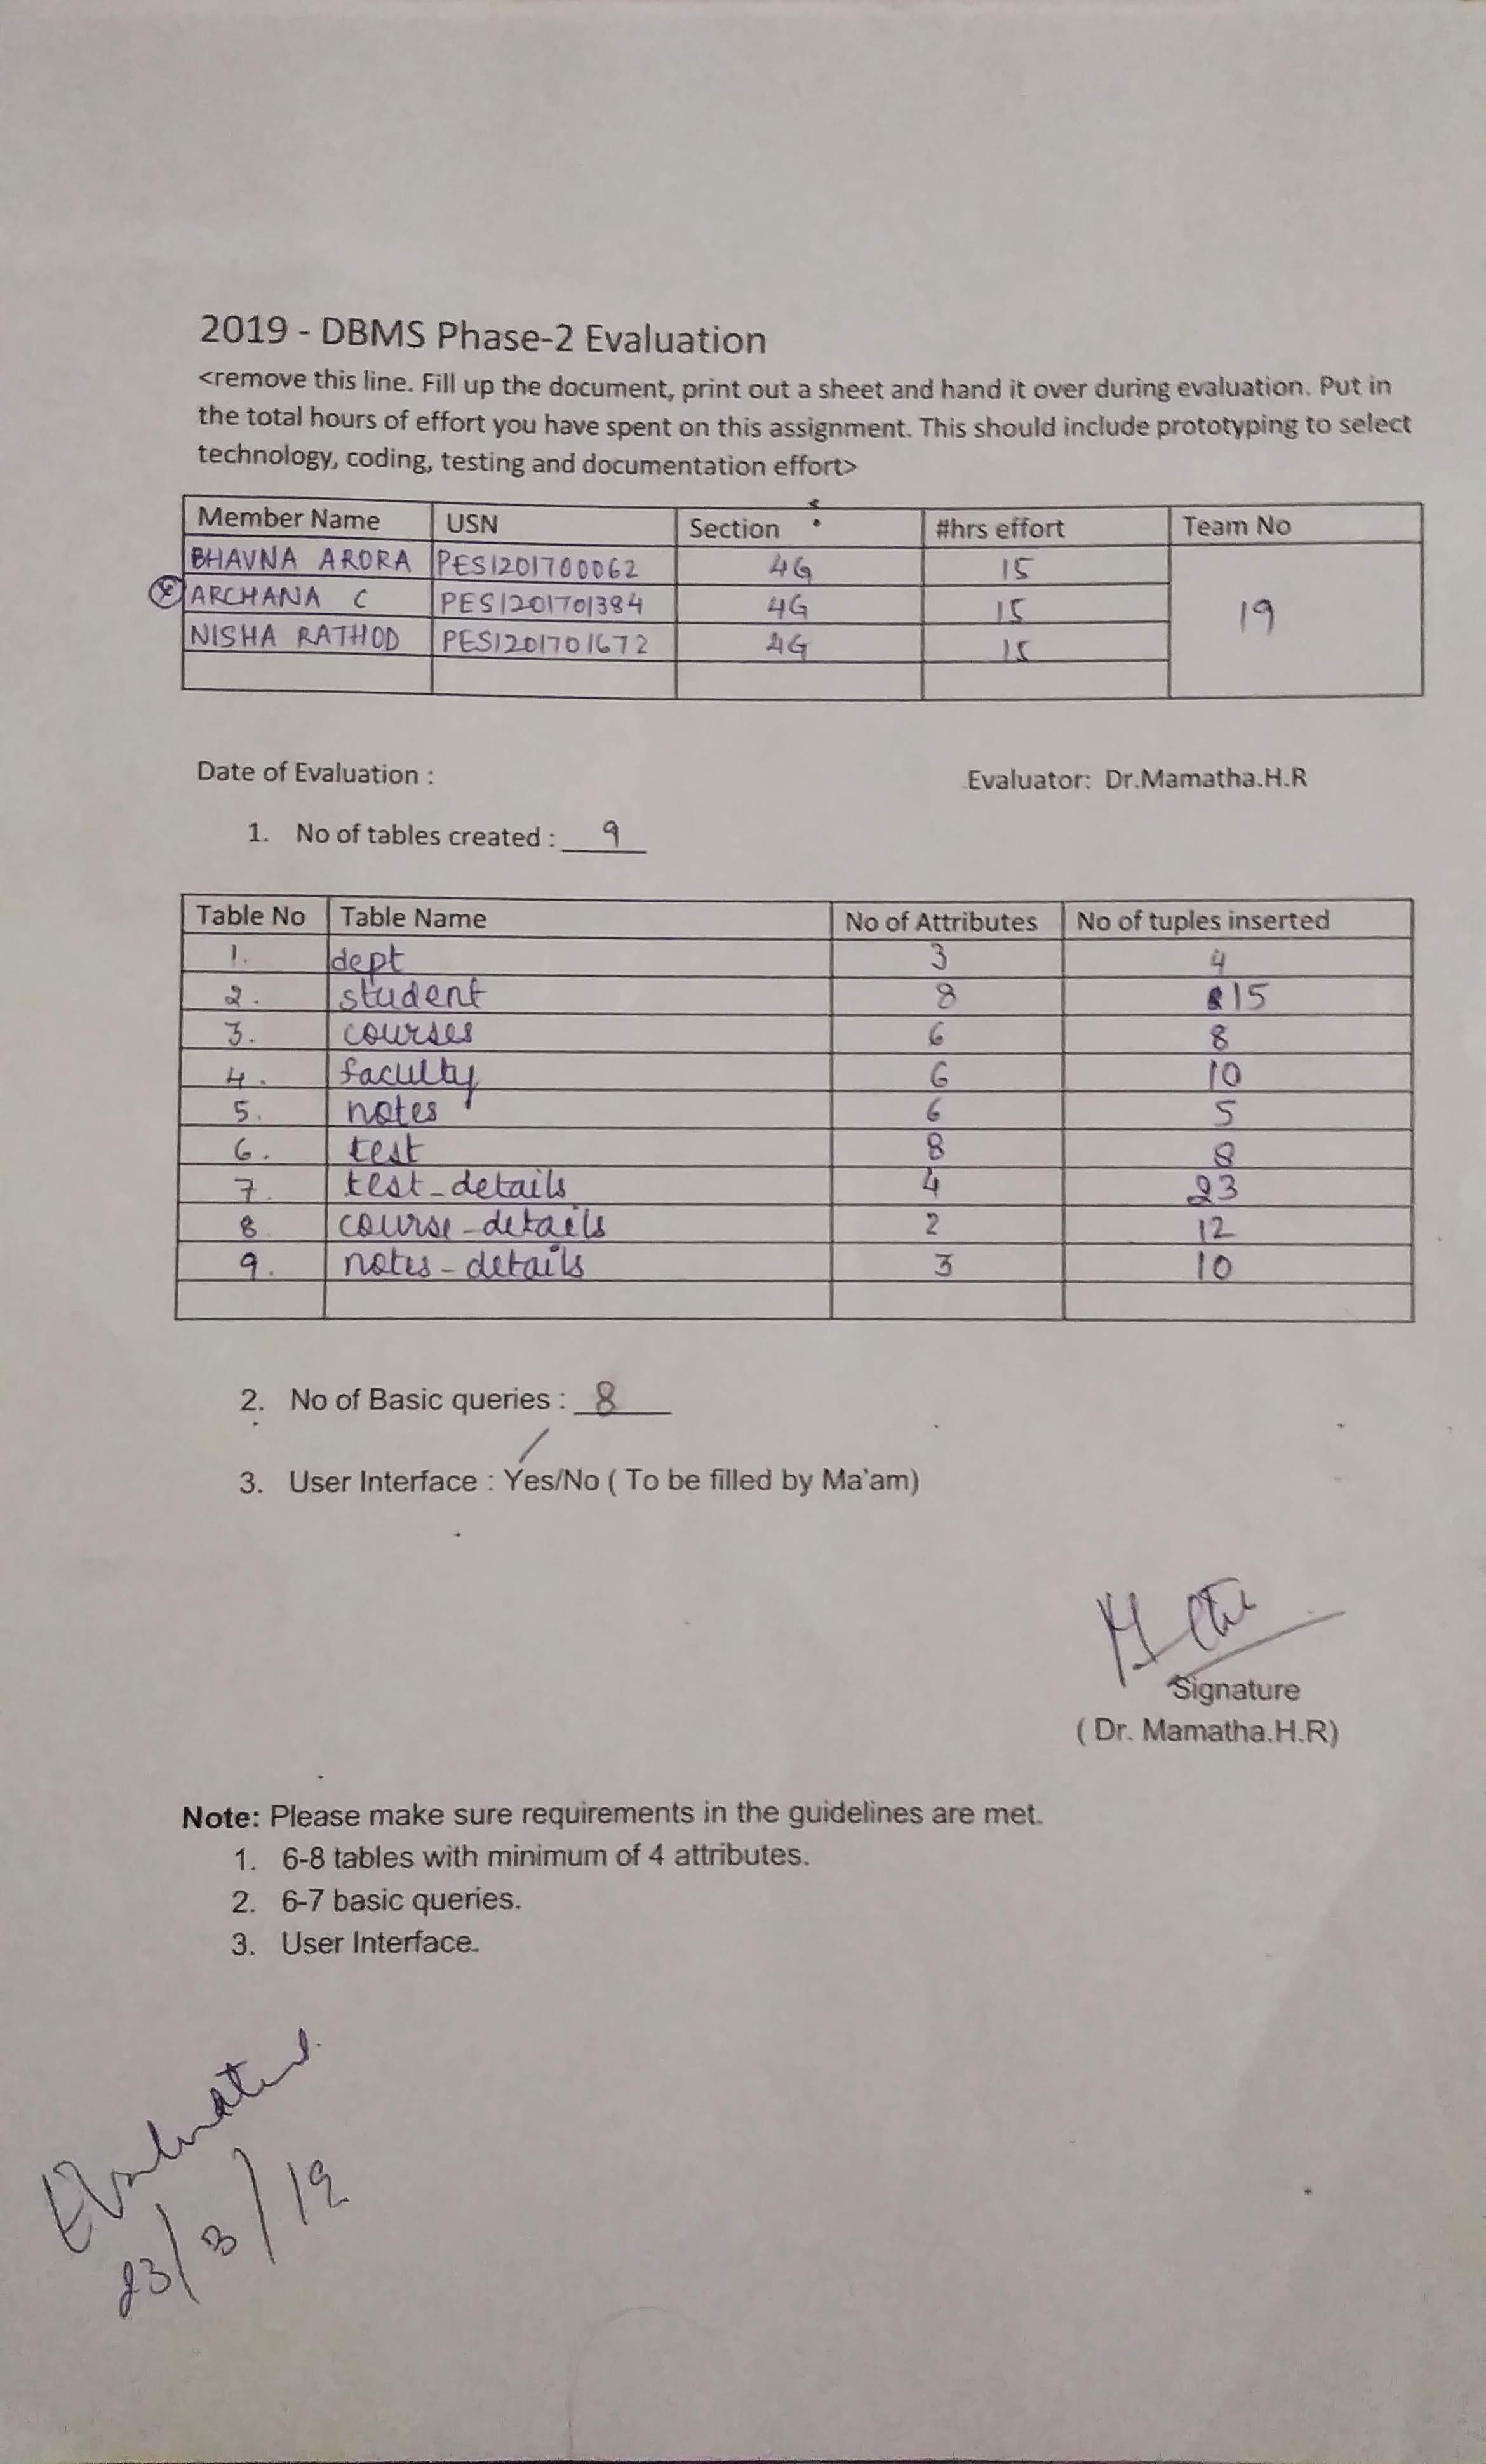 2019 - DBMS Phase-2 Evaluation
<remove this line. Fill up the document, print out a sheet and hand it over during evaluation. Put in
the total hours of effort you have spent on this assignment. This should include prototyping to select
technology, coding, testing and documentation effort>
Member Name USN Section #hrs effort Team No
BHAVNA ARORA PES1201700062 4G 15
ARCHANA C PES1201701384 4G 15 19
NISHA RATHOD PES1201701672 4G 15
Date of Evaluation : Evaluator: Dr.Mamatha.H.R
1. No of tables created : 9
Table No Table Name No of Attributes No of tuples inserted
1. dept 3 4
2. student 8 15
3. courses 6 8
4. faculty 6 10
5. notes 6 5
6. test 8 8
7. test_details 4 23
8. course_details 2 12
9. notes_details 3 10
2. No of Basic queries : 8
3. User Interface : Yes/No ( To be filled by Ma'am)
Signature
( Dr. Mamatha.H.R)
Note: Please make sure requirements in the guidelines are met.
1. 6-8 tables with minimum of 4 attributes.
2. 6-7 basic queries.
3. User Interface.
Evaluated
23/3/19